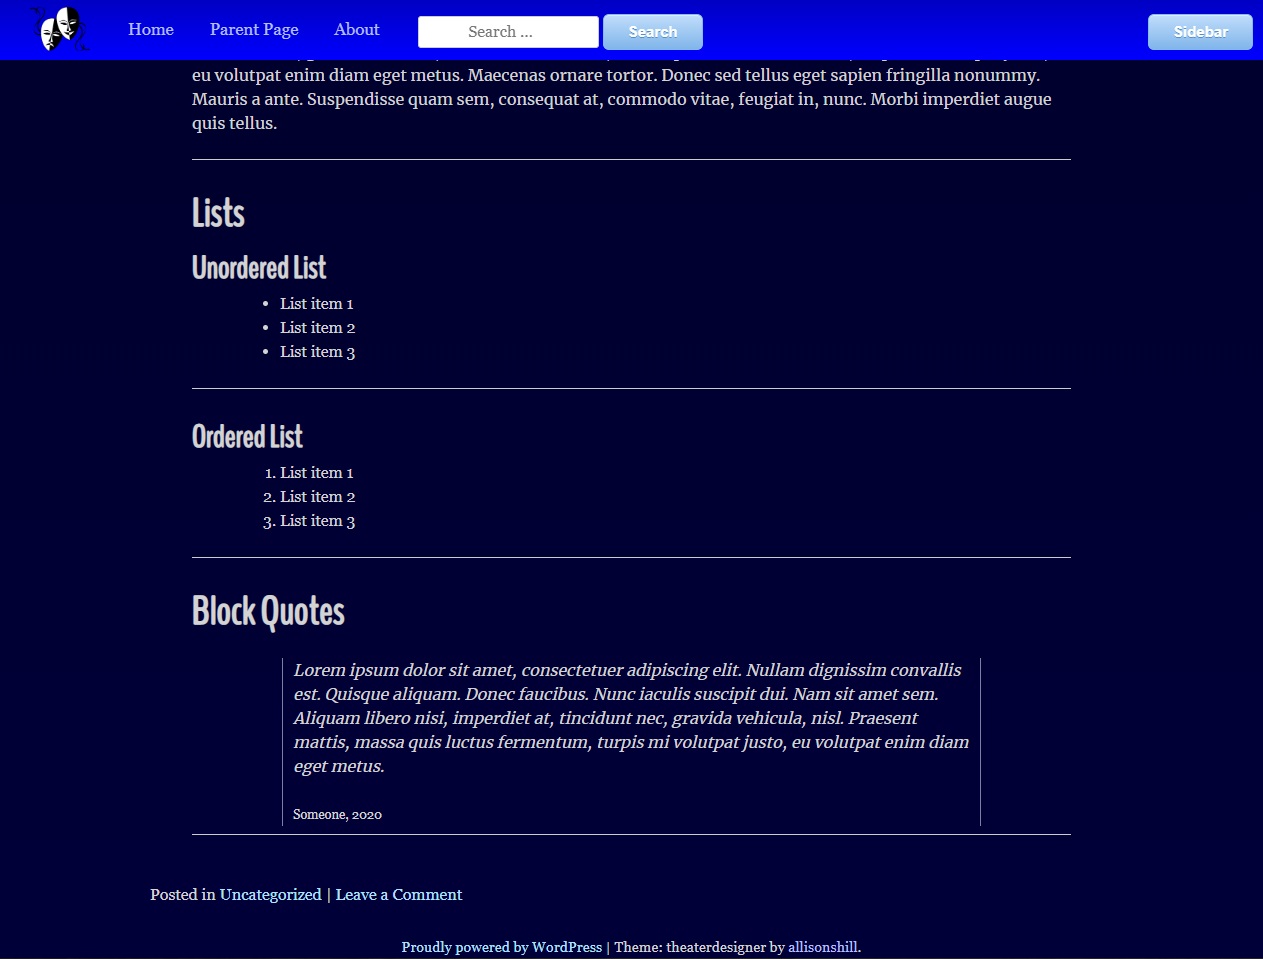 Home Parent Page About Search ... Search Sidebar
eu volutpat enim diam eget metus. Maecenas ornare tortor. Donec sed tellus eget sapien fringilla nonummy.
Mauris a ante. Suspendisse quam sem, consequat at, commodo vitae, feugiat in, nunc. Morbi imperdiet augue
quis tellus.
Lists
Unordered List
• List item 1
• List item 2
• List item 3
Ordered List
1. List item 1
2. List item 2
3. List item 3
Block Quotes
Lorem ipsum dolor sit amet, consectetuer adipiscing elit. Nullam dignissim convallis
est. Quisque aliquam. Donec faucibus. Nunc iaculis suscipit dui. Nam sit amet sem.
Aliquam libero nisi, imperdiet at, tincidunt nec, gravida vehicula, nisl. Praesent
mattis, massa quis luctus fermentum, turpis mi volutpat justo, eu volutpat enim diam
eget metus.
Someone, 2020
Posted in Uncategorized | Leave a Comment
Proudly powered by WordPress | Theme: theaterdesigner by allisonshill.